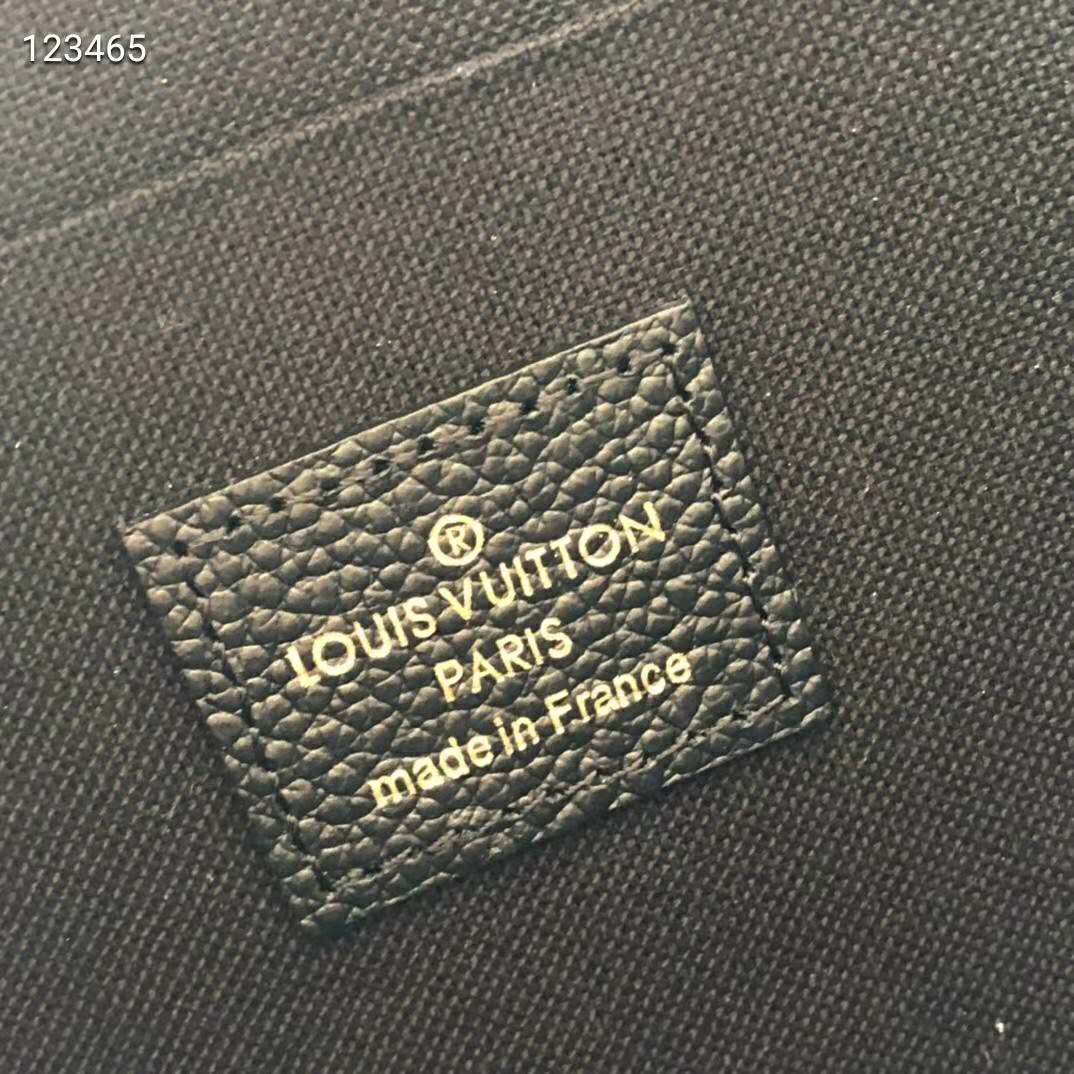 123465
®
LOUIS VUITTON
PARIS
made in France